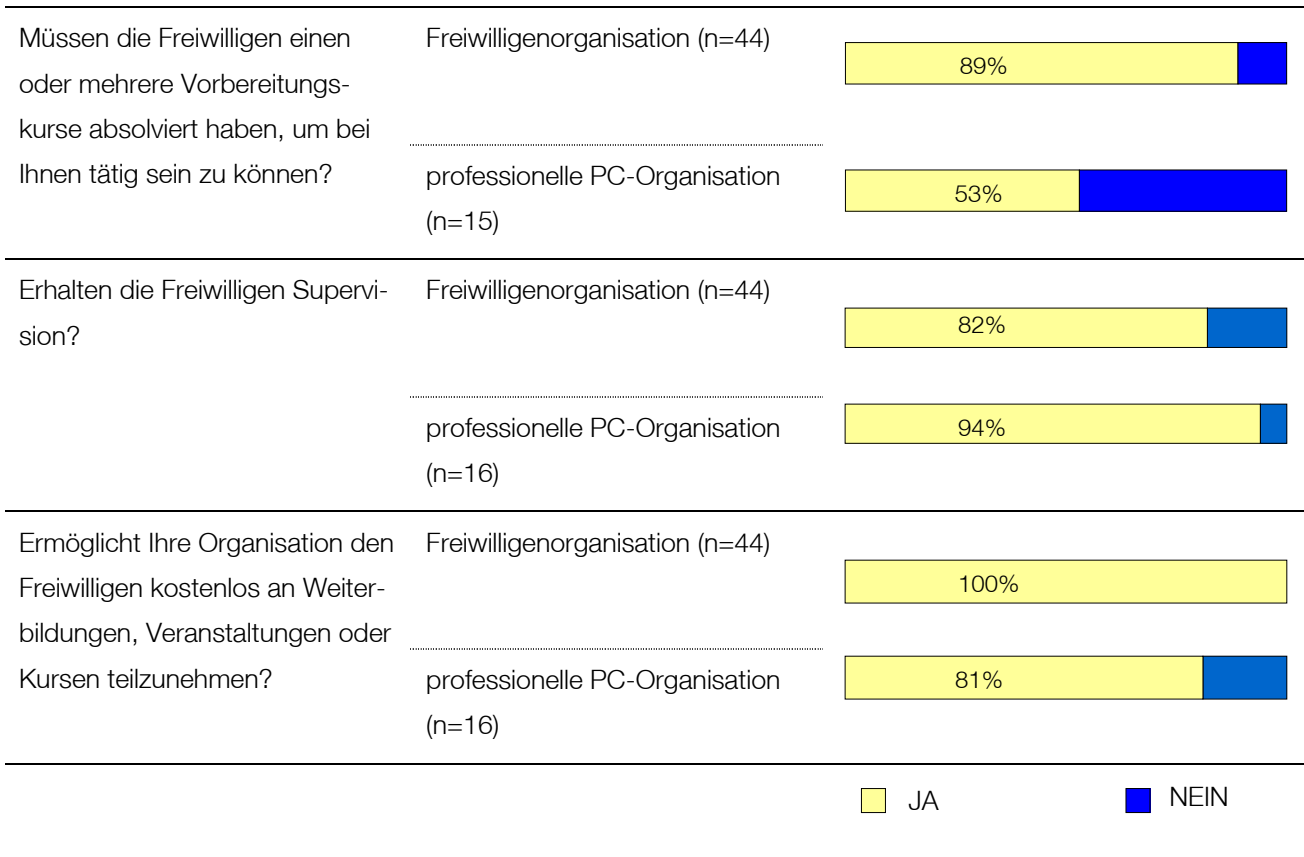 Müssen die Freiwilligen einen
oder mehrere Vorbereitungs-
kurse absolviert haben, um bei
Ihnen tätig sein zu können?
Freiwilligenorganisation (n=44)
89%
professionelle PC-Organisation
(n=15)
53%
Erhalten die Freiwilligen Supervi-
sion?
Freiwilligenorganisation (n=44)
82%
professionelle PC-Organisation
(n=16)
94%
Ermöglicht Ihre Organisation den
Freiwilligen kostenlos an Weiter-
bildungen, Veranstaltungen oder
Kursen teilzunehmen?
Freiwilligenorganisation (n=44)
100%
professionelle PC-Organisation
(n=16)
81%
JA
NEIN